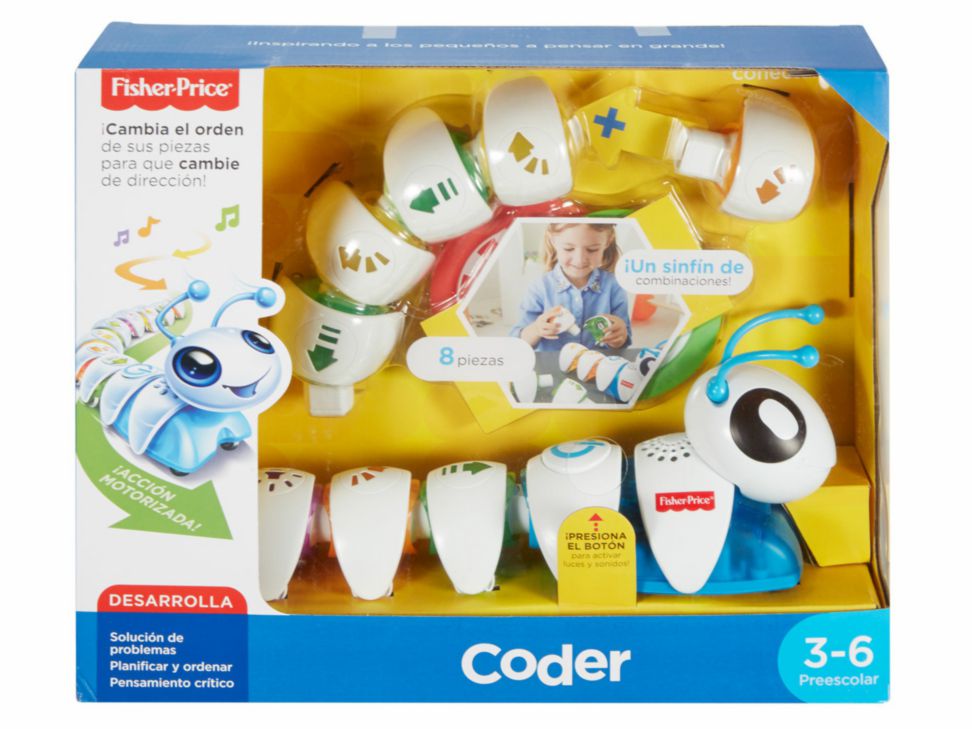 ¡Inspirando a los pequeños a pensar en grande!
Fisher-Price®
¡Cambia el orden
de sus piezas
para que cambie
de dirección!
¡Un sinfín de
combinaciones!
8 piezas
¡ACCIÓN
MOTORIZADA!
Fisher-Price®
¡PRESIONA
EL BOTÓN
para activar
luces y sonidos!
DESARROLLA
Solución de
problemas
Planificar y ordenar
Pensamiento crítico
Coder
3-6
Preescolar